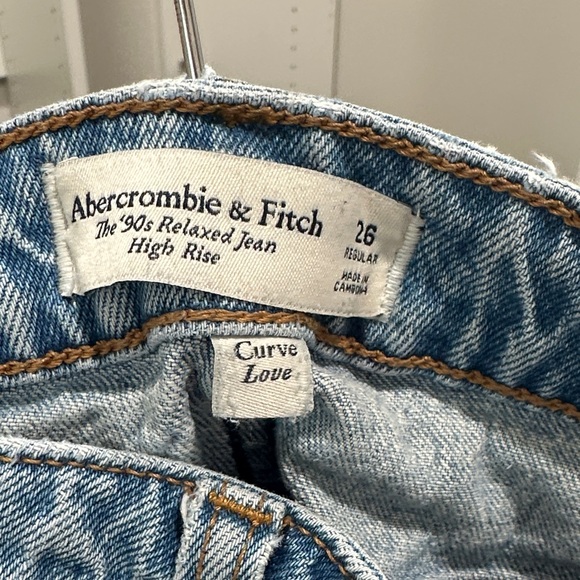 Abercrombie & Fitch
The '90s Relaxed Jean
High Rise
26
REGULAR
MADE IN
CAMBODIA
Curve
Love